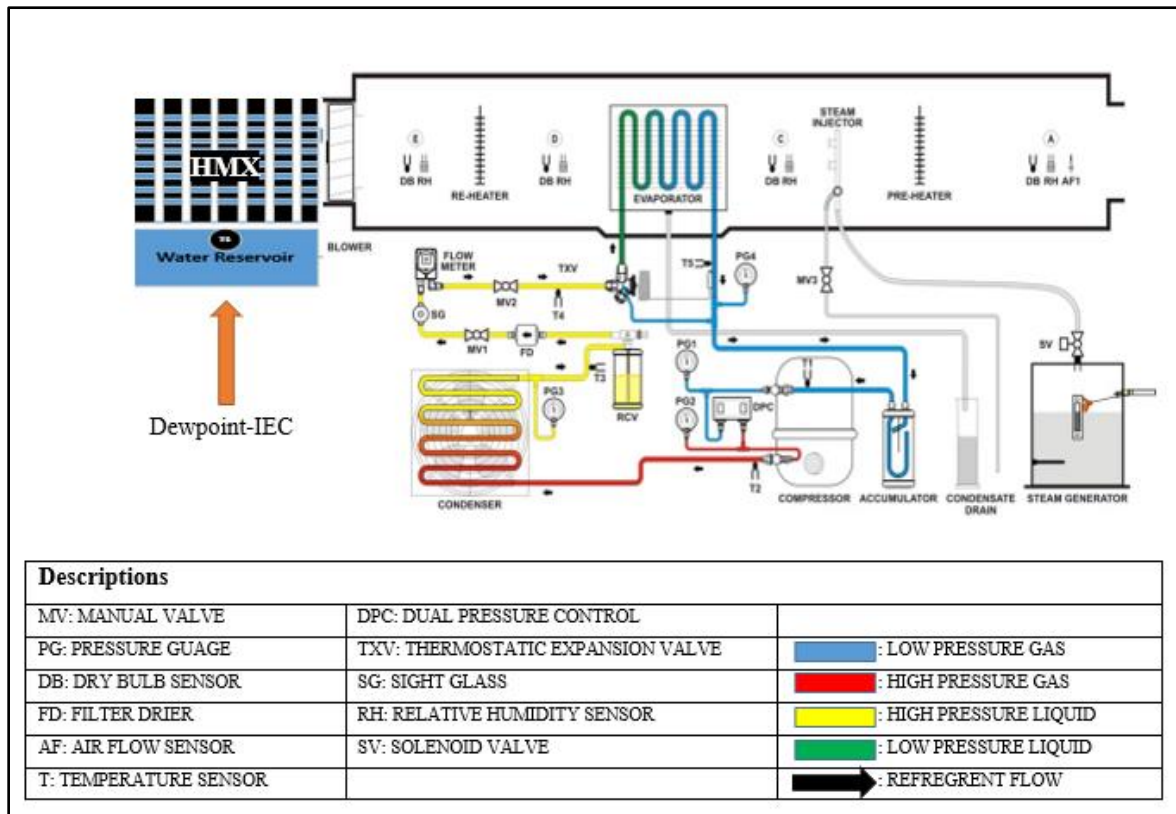 HMX
T6
Water Reservoir
BLOWER
Dewpoint-IEC
E
DB RH
RE-HEATER
D
DB RH
EVAPORATOR
C
DB RH
STEAM
INJECTOR
PRE-HEATER
A
DB RH AF1
FLOW
METER
TXV
MV2
T4
T5
PG4
MV3
SG
MV1
FD
T3
RCV
PG3
PG1
PG2
DPC
T1
T2
SV
CONDENSER
COMPRESSOR
ACCUMULATOR
CONDENSATE
DRAIN
STEAM GENERATOR
Descriptions
MV: MANUAL VALVE
DPC: DUAL PRESSURE CONTROL
PG: PRESSURE GUAGE
TXV: THERMOSTATIC EXPANSION VALVE
: LOW PRESSURE GAS
DB: DRY BULB SENSOR
SG: SIGHT GLASS
: HIGH PRESSURE GAS
FD: FILTER DRIER
RH: RELATIVE HUMIDITY SENSOR
: HIGH PRESSURE LIQUID
AF: AIR FLOW SENSOR
SV: SOLENOID VALVE
: LOW PRESSURE LIQUID
T: TEMPERATURE SENSOR
: REFREGRENT FLOW